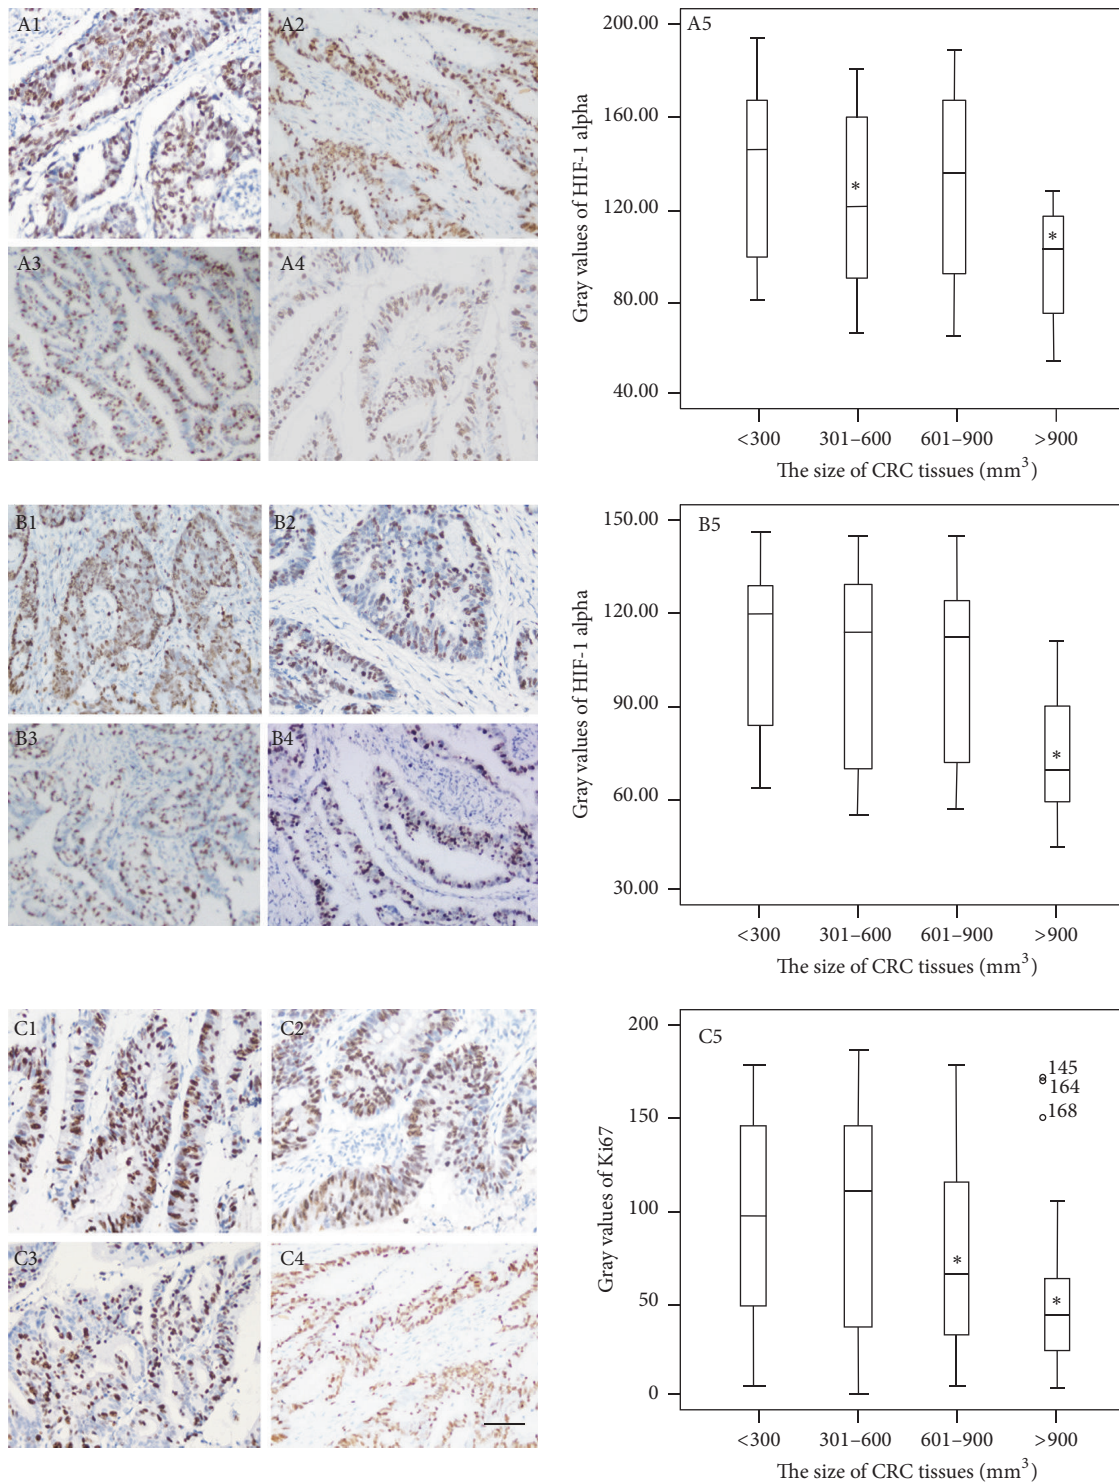 A1
A2
A3
A4
A5
200.00
160.00
120.00
80.00
40.00
Gray values of HIF-1 alpha
*
*
<300
301–600
601–900
>900
The size of CRC tissues (mm³)
B1
B2
B3
B4
B5
150.00
120.00
90.00
60.00
30.00
Gray values of HIF-1 alpha
*
<300
301–600
601–900
>900
The size of CRC tissues (mm³)
C1
C2
C3
C4
C5
200
150
100
50
0
Gray values of Ki67
145
164
168
*
*
<300
301–600
601–900
>900
The size of CRC tissues (mm³)